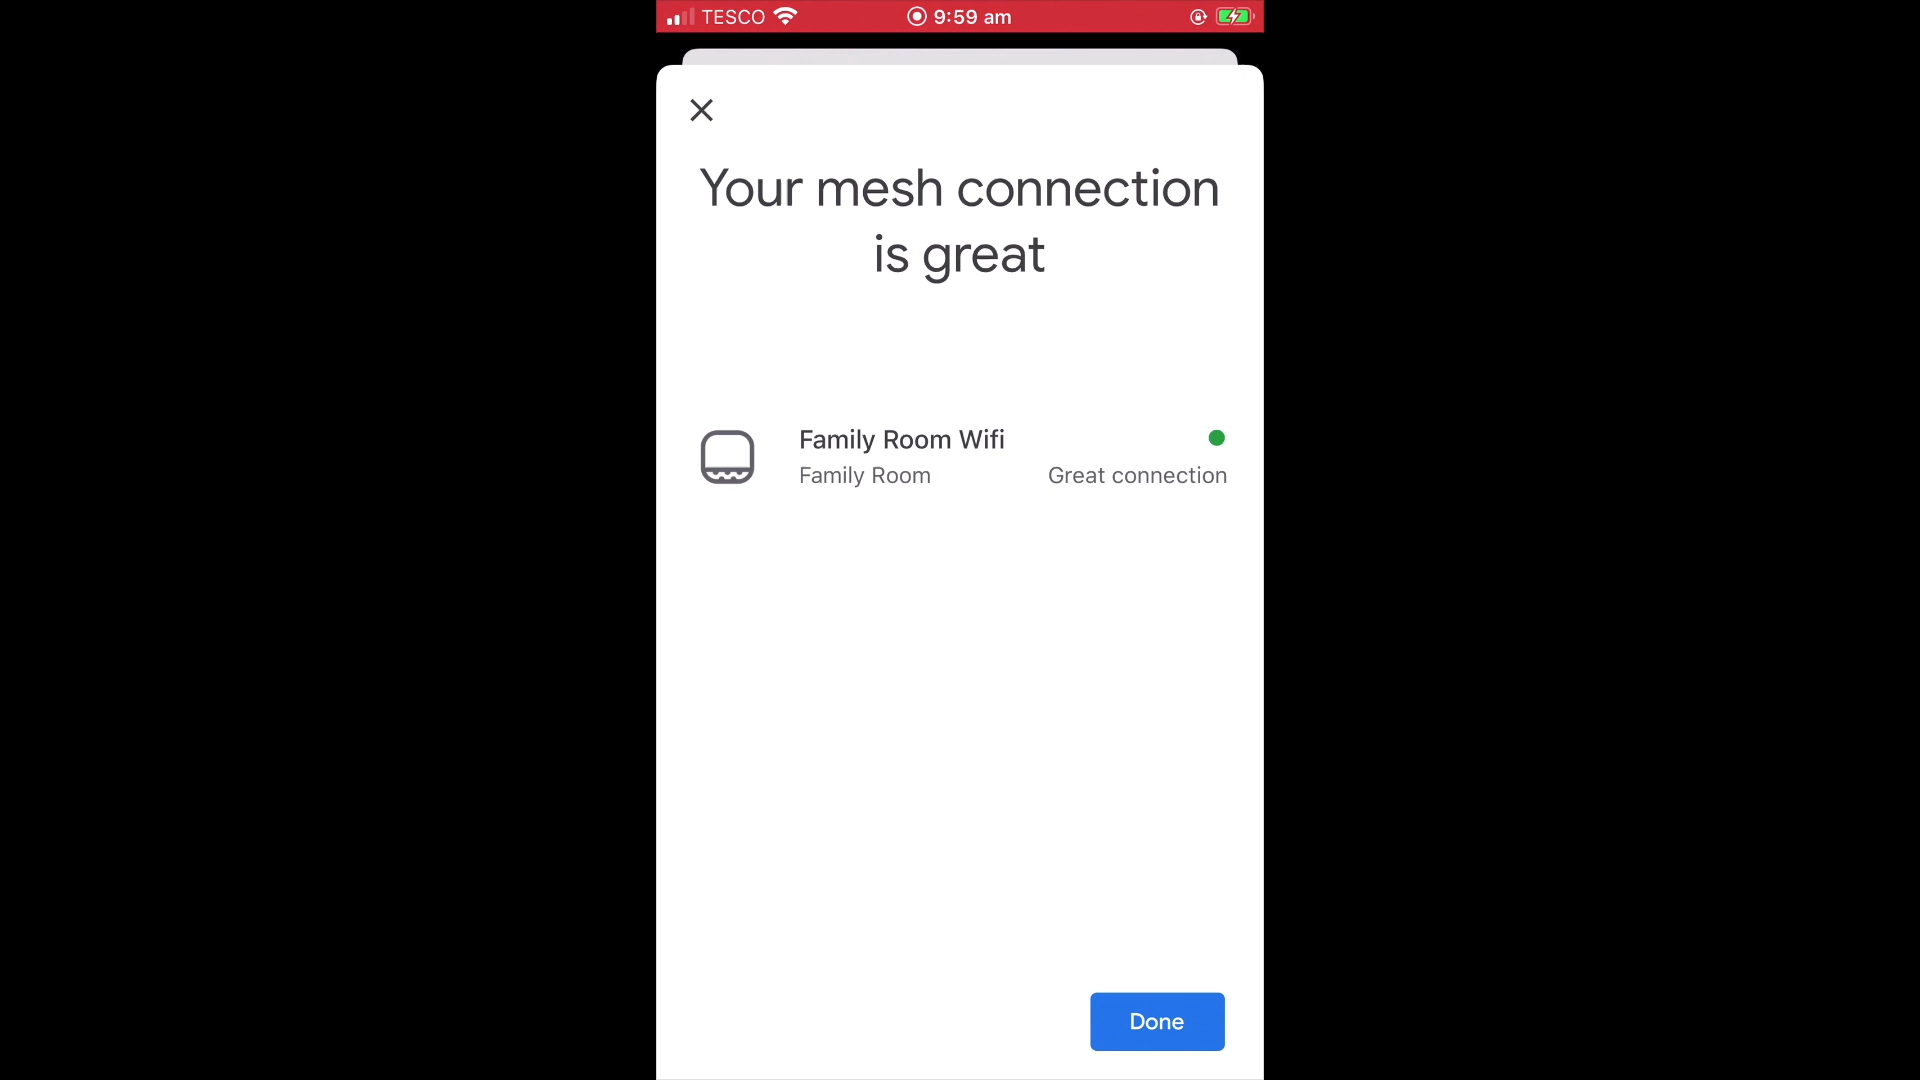 TESCO 9:59 am
Your mesh connection
is great
Family Room Wifi
Family Room Great connection
Done